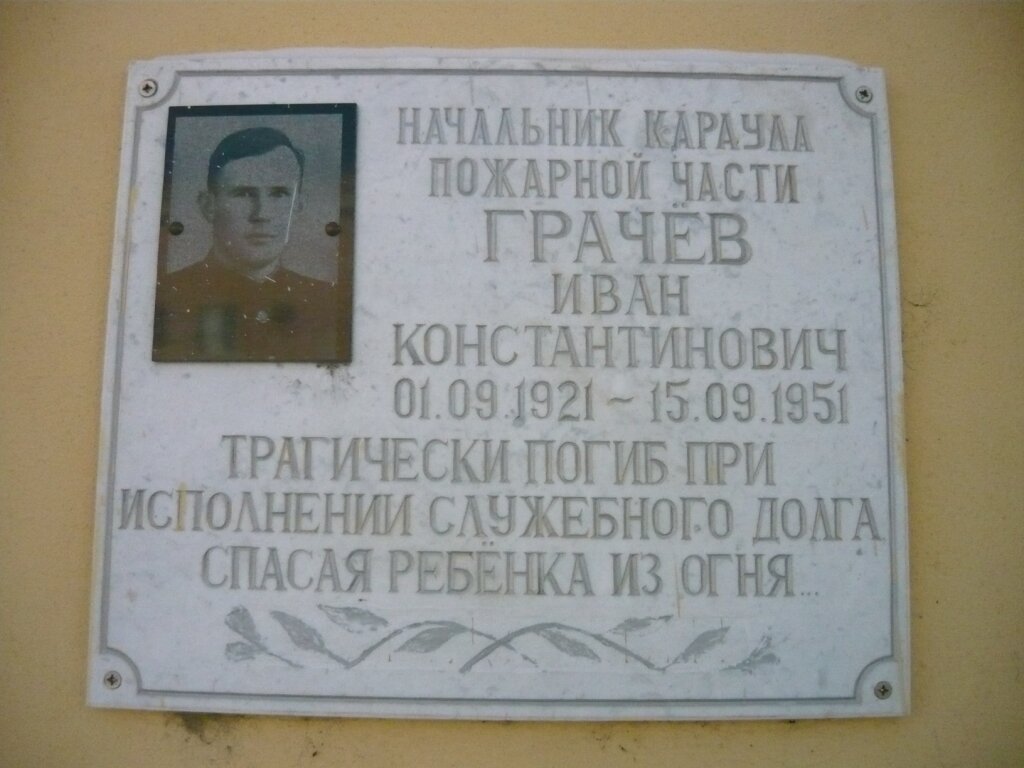 НАЧАЛЬНИК КАРАУЛА
ПОЖАРНОЙ ЧАСТИ
ГРАЧЁВ
ИВАН
КОНСТАНТИНОВИЧ
01.09.1921 ~ 15.09.1951
ТРАГИЧЕСКИ ПОГИБ ПРИ
ИСПОЛНЕНИИ СЛУЖЕБНОГО ДОЛГА
СПАСАЯ РЕБЁНКА ИЗ ОГНЯ...